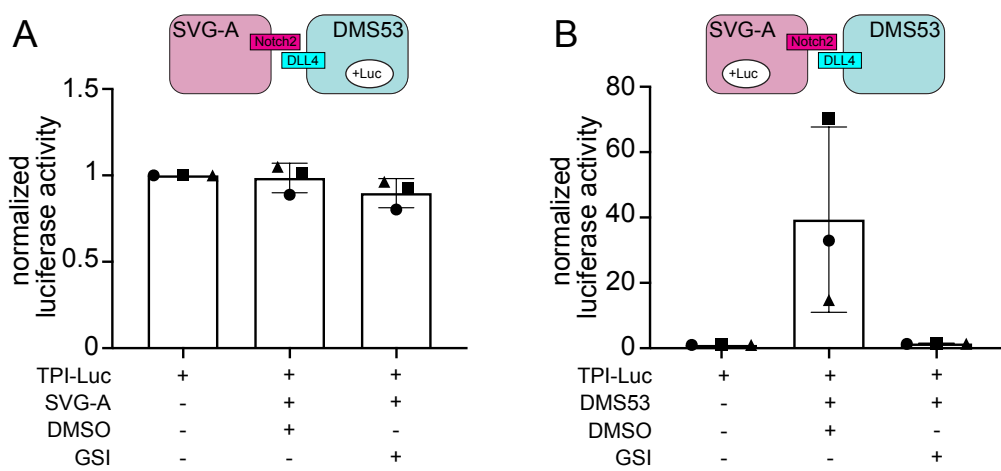 A
SVG-A
DMS53
Notch2
DLL4
+Luc
normalized
luciferase activity
1.5
1
0.5
0
TPI-Luc + + +
SVG-A - + +
DMSO - + -
GSI - - +
B
SVG-A
DMS53
Notch2
DLL4
+Luc
normalized
luciferase activity
80
60
40
20
0
TPI-Luc + + +
DMS53 - + +
DMSO - + -
GSI - - +